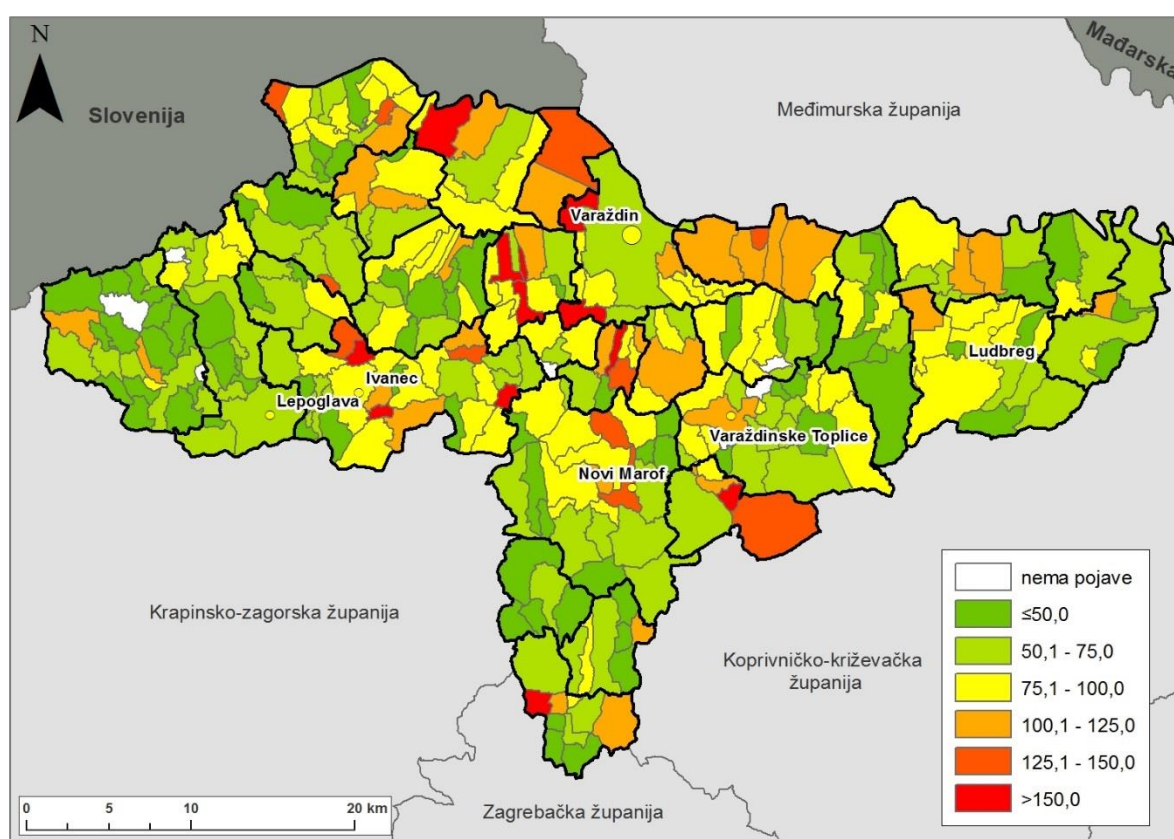 N
Slovenija
Mađarska
Međimurska županija
Varaždin
Ludbreg
Ivanec
Lepoglava
Varaždinske Toplice
Novi Marof
Krapinsko-zagorska županija
Koprivničko-križevačka
županija
Zagrebačka županija
nema pojave
≤50,0
50,1 - 75,0
75,1 - 100,0
100,1 - 125,0
125,1 - 150,0
>150,0
0 5 10 20 km